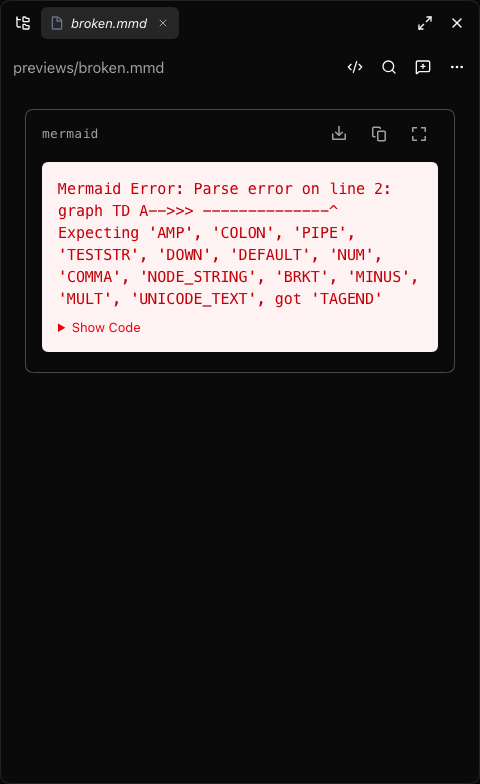 broken.mmd
previews/broken.mmd
mermaid
Mermaid Error: Parse error on line 2:
graph TD A-->>> --------------^
Expecting 'AMP', 'COLON', 'PIPE',
'TESTSTR', 'DOWN', 'DEFAULT', 'NUM',
'COMMA', 'NODE_STRING', 'BRKT', 'MINUS',
'MULT', 'UNICODE_TEXT', got 'TAGEND'
Show Code